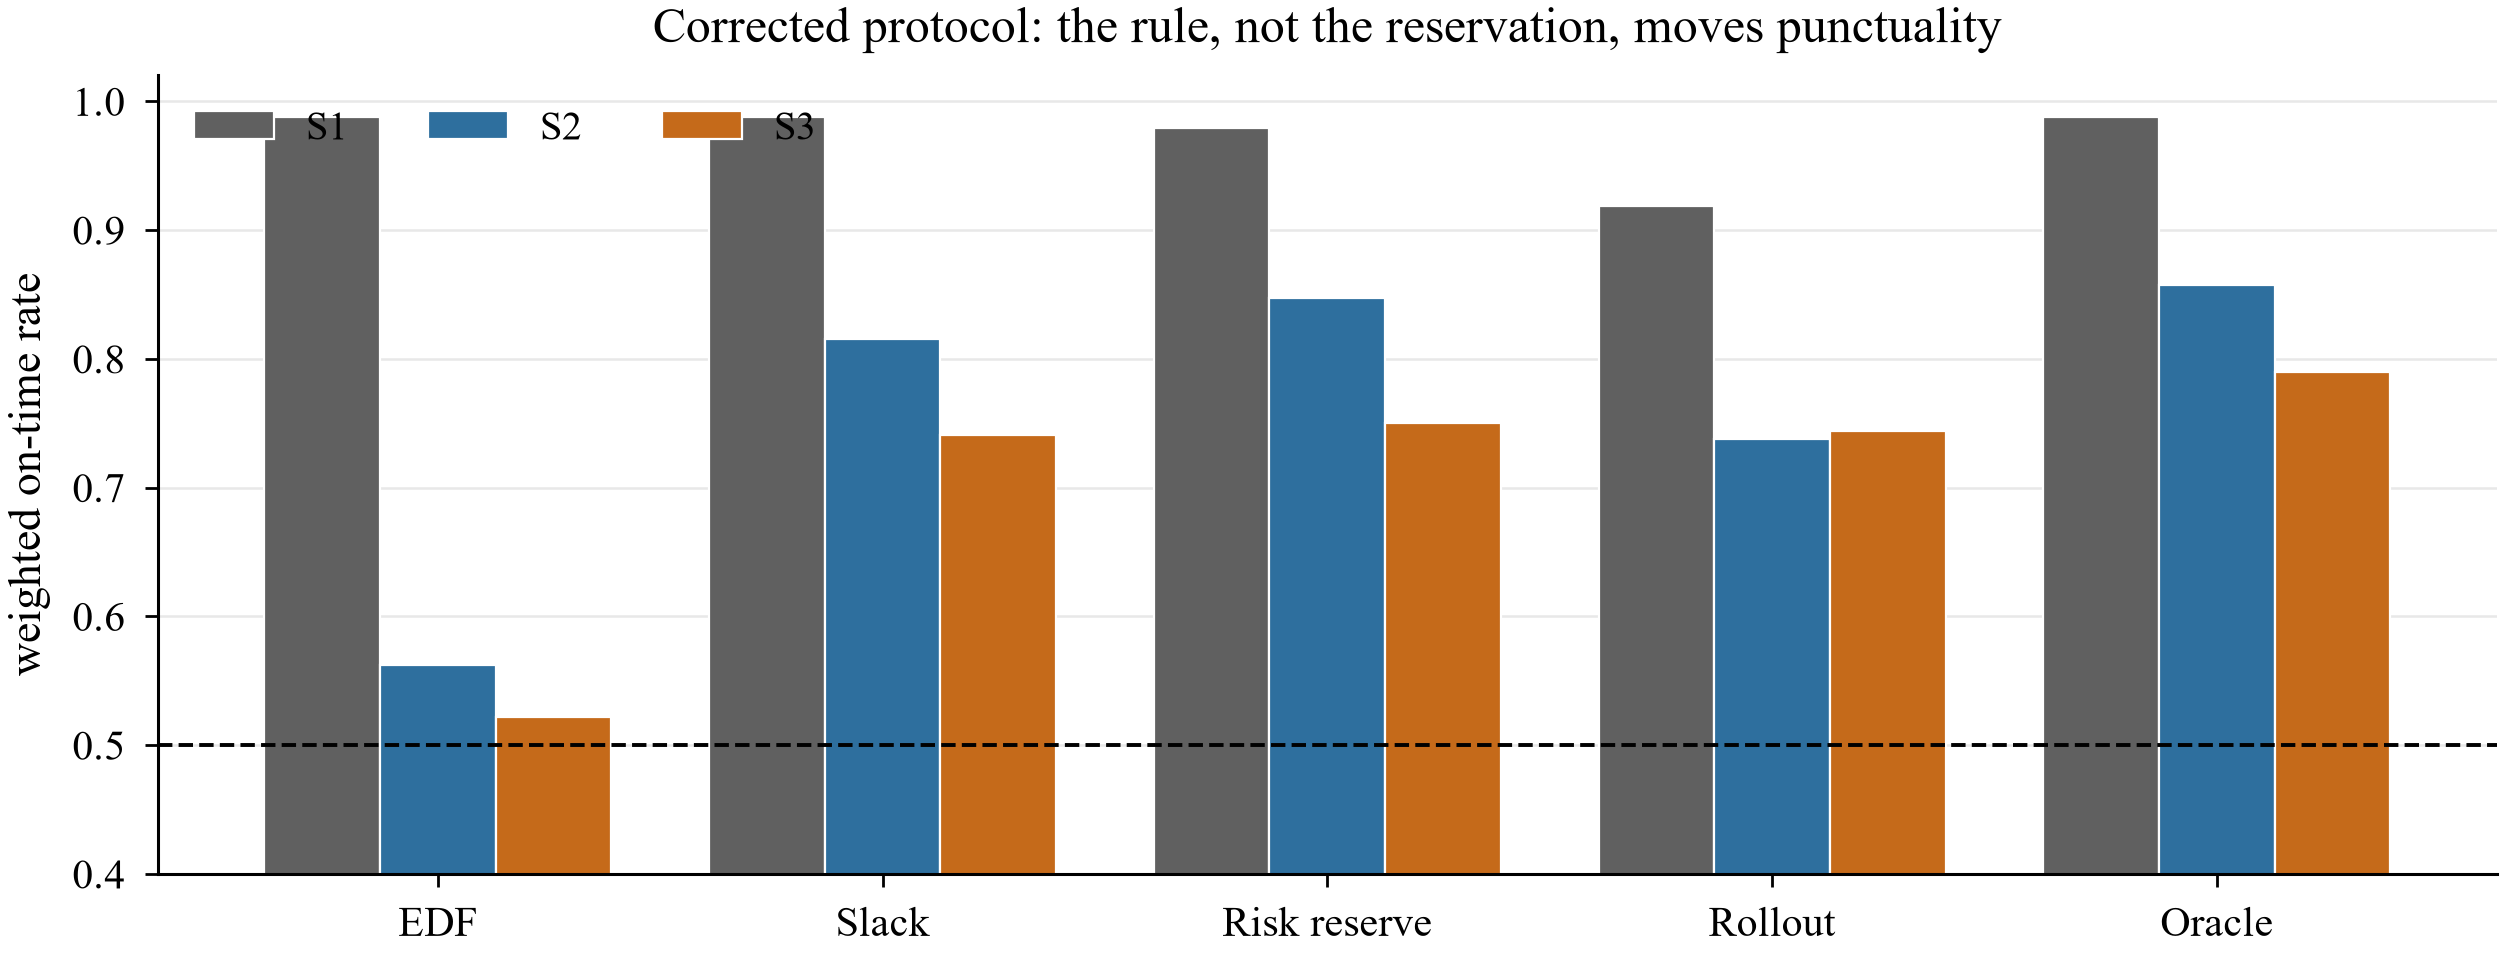 Corrected protocol: the rule, not the reservation, moves punctuality
1.0
0.9
0.8
0.7
0.6
0.5
0.4
weighted on-time rate
S1 S2 S3
EDF Slack Risk reserve Rollout Oracle